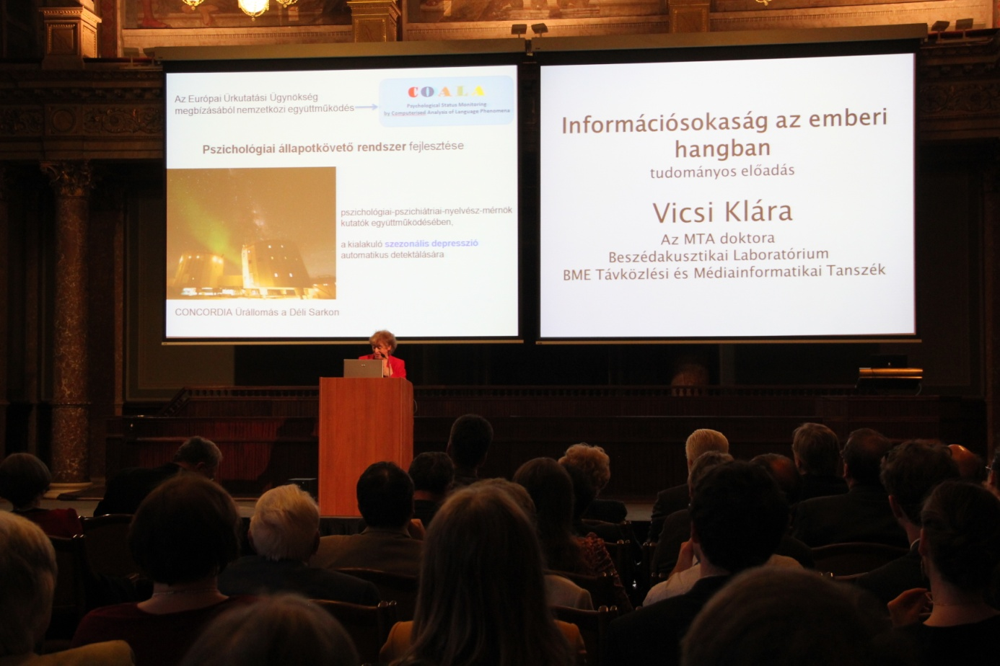 Az Európai Űrkutatási Ügynökség
megbízásából nemzetközi együttműködés
COALA
Psychological Status Monitoring
by Computerised Analysis of Language Phenomena
Pszichológiai állapotkövető rendszer fejlesztése
pszichológiai-pszichiátriai-nyelvész-mérnök
kutatók együttműködésében,
a kialakuló szezonális depresszió
automatikus detektálására
CONCORDIA Űrállomás a Déli Sarkon
Információsokaság az emberi
hangban
tudományos előadás
Vicsi Klára
Az MTA doktora
Beszédakusztikai Laboratórium
BME Távközlési és Médiainformatikai Tanszék